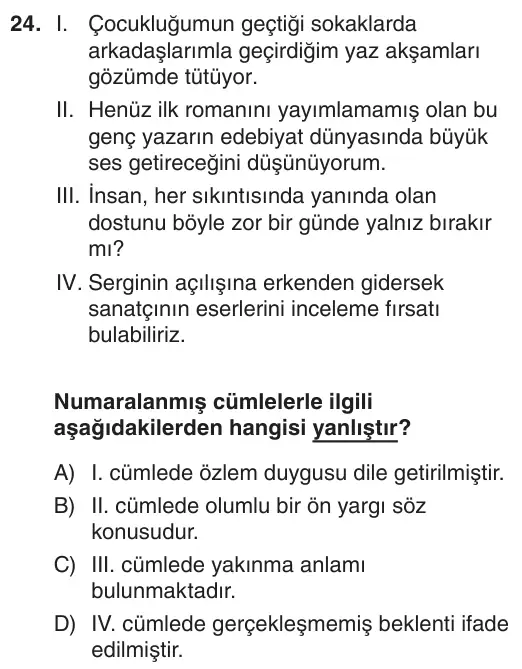 24. I. Çocukluğumun geçtiği sokaklarda
arkadaşlarımla geçirdiğim yaz akşamları
gözümde tütüyor.
II. Henüz ilk romanını yayımlamamış olan bu
genç yazarın edebiyat dünyasında büyük
ses getireceğini düşünüyorum.
III. İnsan, her sıkıntısında yanında olan
dostunu böyle zor bir günde yalnız bırakır
mı?
IV. Serginin açılışına erkenden gidersek
sanatçının eserlerini inceleme fırsatı
bulabiliriz.
Numaralanmış cümlelerle ilgili
aşağıdakilerden hangisi yanlıştır?
A) I. cümlede özlem duygusu dile getirilmiştir.
B) II. cümlede olumlu bir ön yargı söz
konusudur.
C) III. cümlede yakınma anlamı
bulunmaktadır.
D) IV. cümlede gerçekleşmemiş beklenti ifade
edilmiştir.